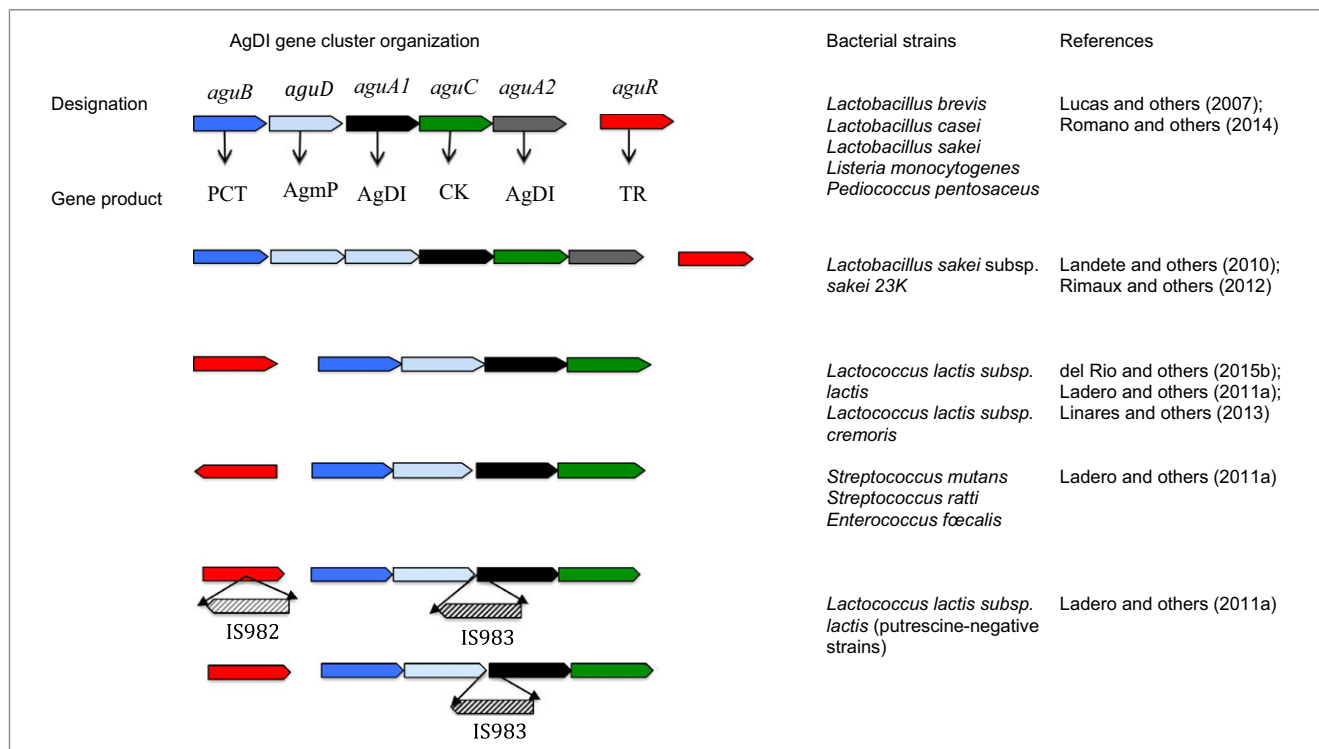 AgDI gene cluster organization
Bacterial strains
References
Designation
aguB
aguD
aguA1
aguC
aguA2
aguR
Lactobacillus brevis
Lactobacillus casei
Lactobacillus sakei
Listeria monocytogenes
Pediococcus pentosaceus
Lucas and others (2007);
Romano and others (2014)
Gene product
PCT
AgmP
AgDI
CK
AgDI
TR
Lactobacillus sakei subsp.
sakei 23K
Landete and others (2010);
Rimaux and others (2012)
Lactococcus lactis subsp.
lactis
Lactococcus lactis subsp.
cremoris
del Rio and others (2015b);
Ladero and others (2011a);
Linares and others (2013)
Streptococcus mutans
Streptococcus ratti
Enterococcus fœcalis
Ladero and others (2011a)
IS982
IS983
Lactococcus lactis subsp.
lactis (putrescine-negative
strains)
Ladero and others (2011a)
IS983